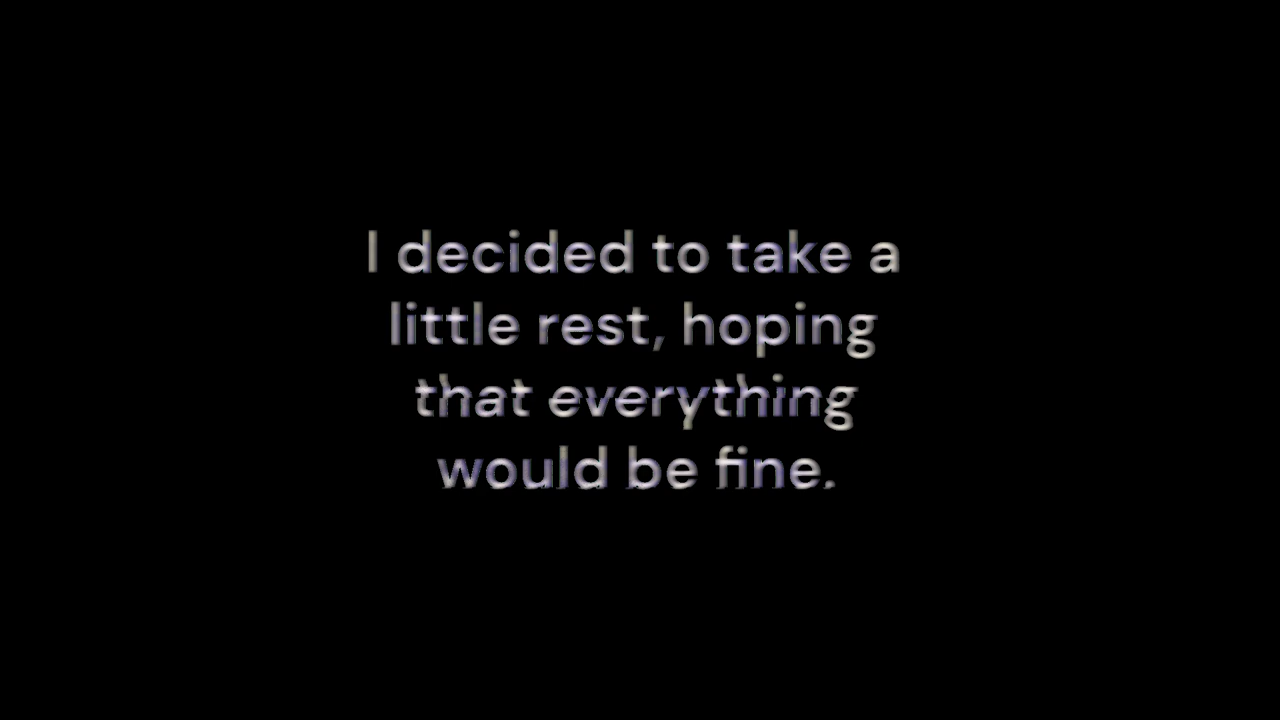 I decided to take a
little rest, hoping
that everything
would be fine.